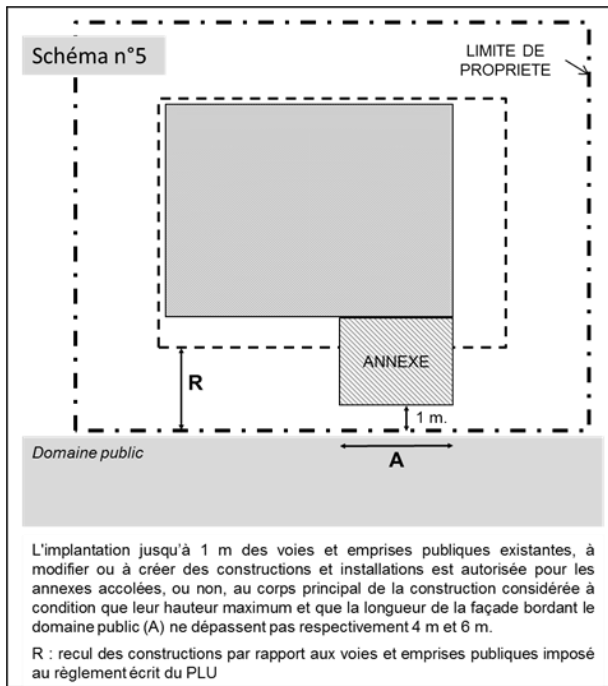 Schéma n°5
LIMITE DE
PROPRIETE
ANNEXE
R
1 m.
Domaine public
A
L'implantation jusqu'à 1 m des voies et emprises publiques existantes, à
modifier ou à créer des constructions et installations est autorisée pour les
annexes accolées, ou non, au corps principal de la construction considérée à
condition que leur hauteur maximum et que la longueur de la façade bordant le
domaine public (A) ne dépassent pas respectivement 4 m et 6 m.
R : recul des constructions par rapport aux voies et emprises publiques imposé
au règlement écrit du PLU